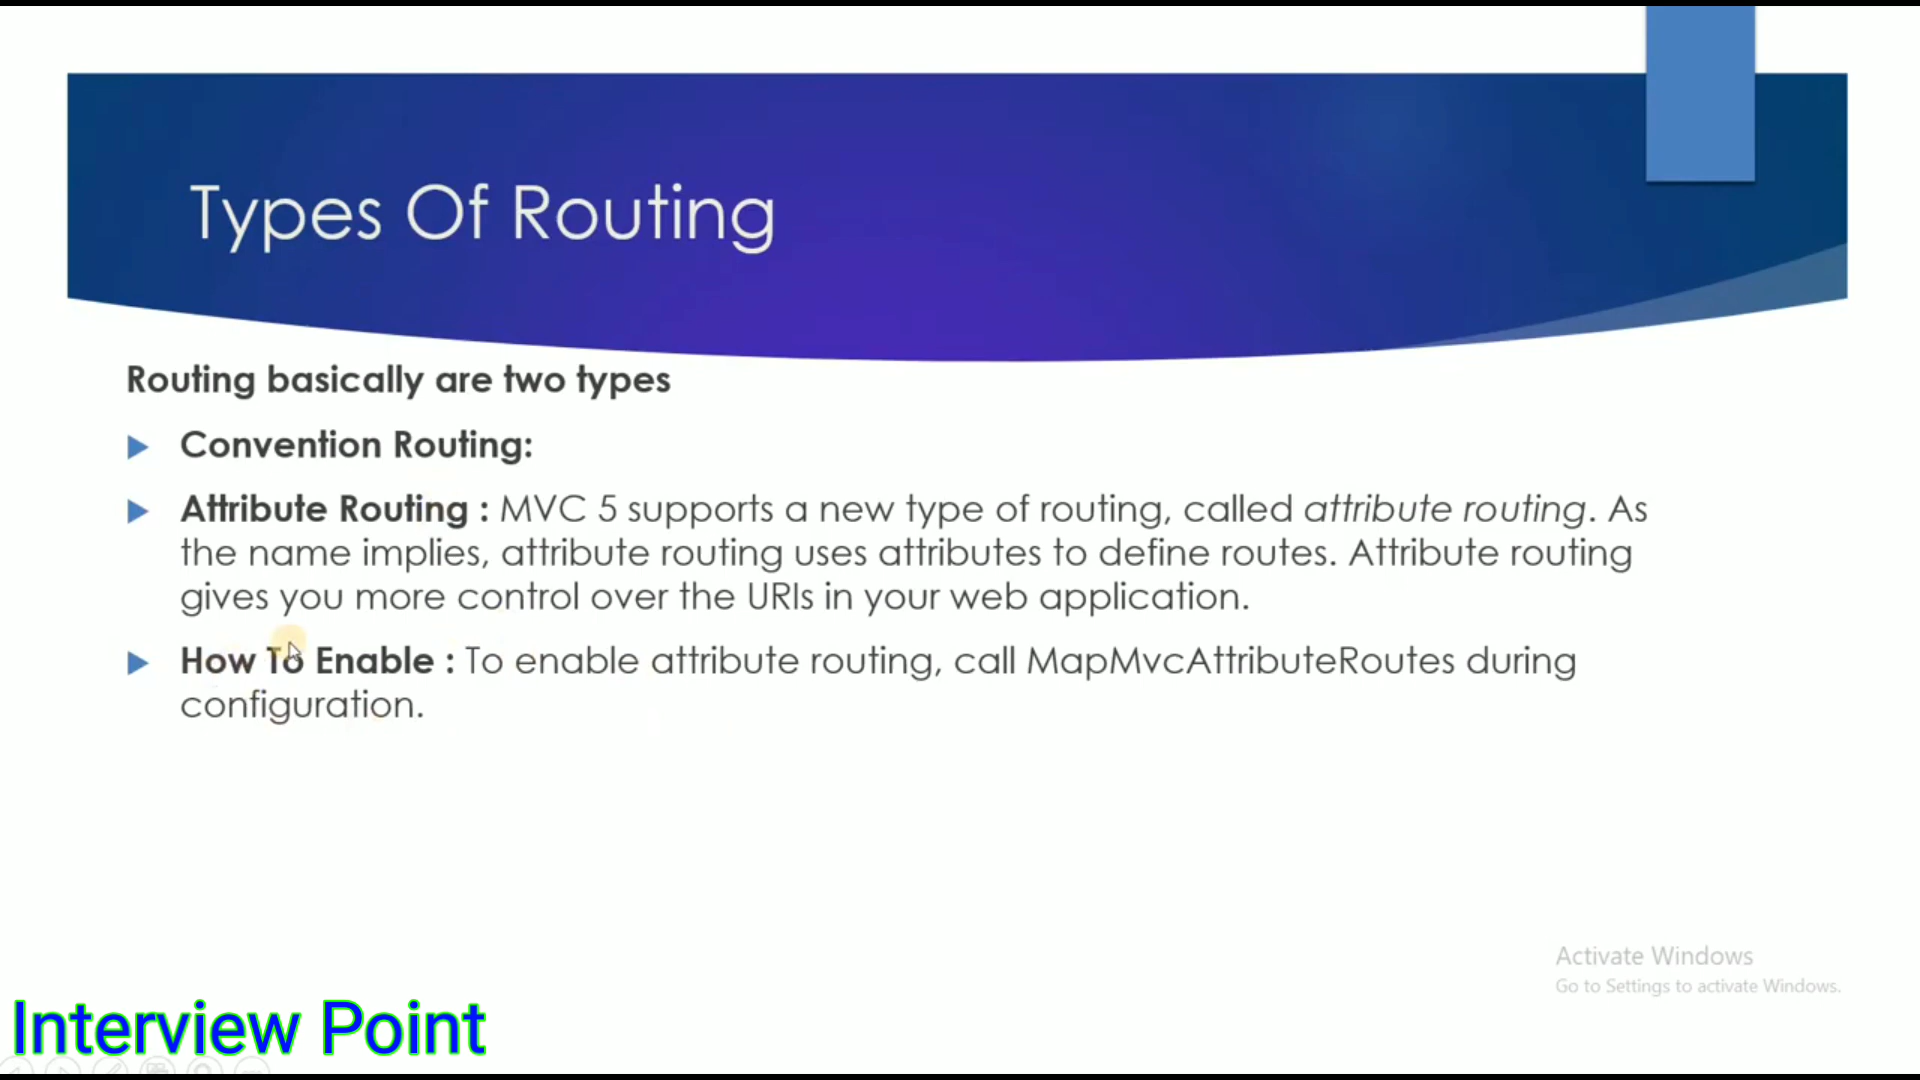 Types Of Routing
Routing basically are two types
Convention Routing:
Attribute Routing : MVC 5 supports a new type of routing, called attribute routing. As
the name implies, attribute routing uses attributes to define routes. Attribute routing
gives you more control over the URIs in your web application.
How To Enable : To enable attribute routing, call MapMvcAttributeRoutes during
configuration.
Activate Windows
Go to Settings to activate Windows.
Interview Point